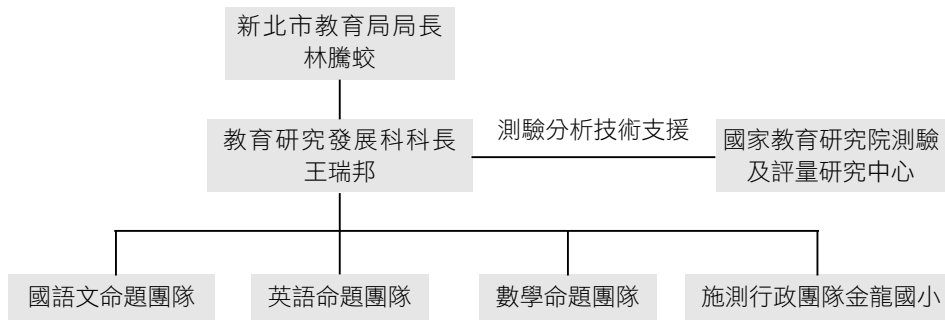 新北市教育局局長
林騰蛟
教育研究發展科科長
王瑞邦
測驗分析技術支援
國家教育研究院測驗
及評量研究中心
國語文命題團隊
英語命題團隊
數學命題團隊
施測行政團隊金龍國小